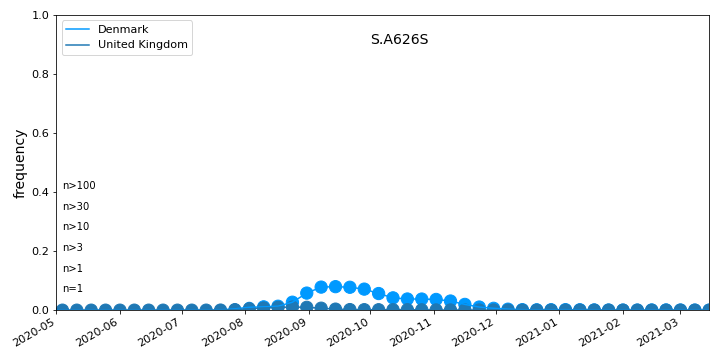 S.A626S
Denmark
United Kingdom
frequency
1.0
0.8
0.6
0.4
0.2
0.0
n>100
n>30
n>10
n>3
n>1
n=1
2020-05
2020-06
2020-07
2020-08
2020-09
2020-10
2020-11
2020-12
2021-01
2021-02
2021-03